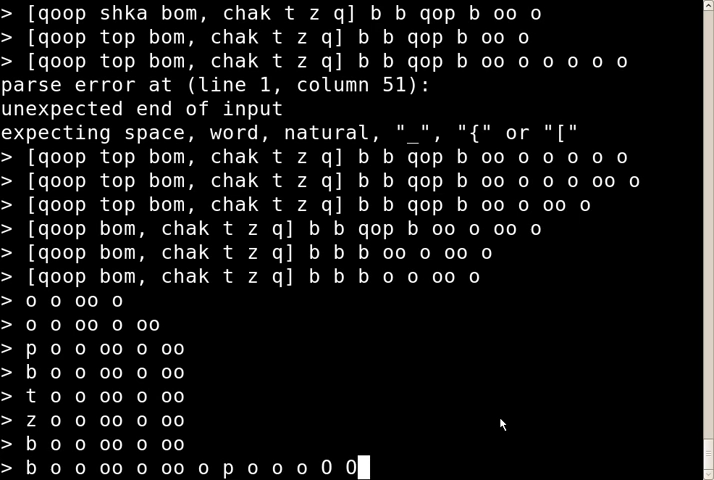 > [qoop shka bom, chak t z q] b b qop b oo o
> [qoop top bom, chak t z q] b b qop b oo o
> [qoop top bom, chak t z q] b b qop b oo o o o o o
parse error at (line 1, column 51):
unexpected end of input
expecting space, word, natural, "_", "{" or "["
> [qoop top bom, chak t z q] b b qop b oo o o o o o
> [qoop top bom, chak t z q] b b qop b oo o o o oo o
> [qoop top bom, chak t z q] b b qop b oo o oo o
> [qoop bom, chak t z q] b b qop b oo o oo o
> [qoop bom, chak t z q] b b b oo o oo o
> [qoop bom, chak t z q] b b b o o oo o
> o o oo o
> o o oo o oo
> p o o oo o oo
> b o o oo o oo
> t o o oo o oo
> z o o oo o oo
> b o o oo o oo
> b o o oo o oo o p o o o O O